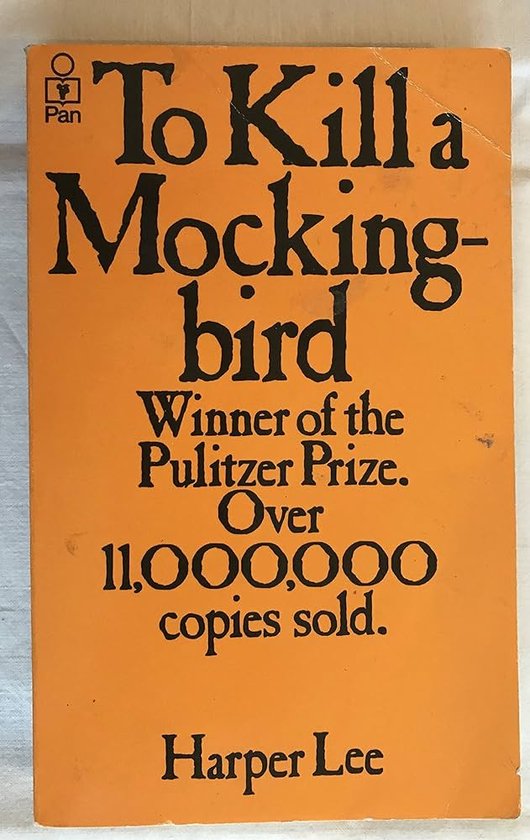 Pan
To Kill a
Mocking-
bird
Winner of the
Pulitzer Prize.
Over
11,000,000
copies sold.
Harper Lee